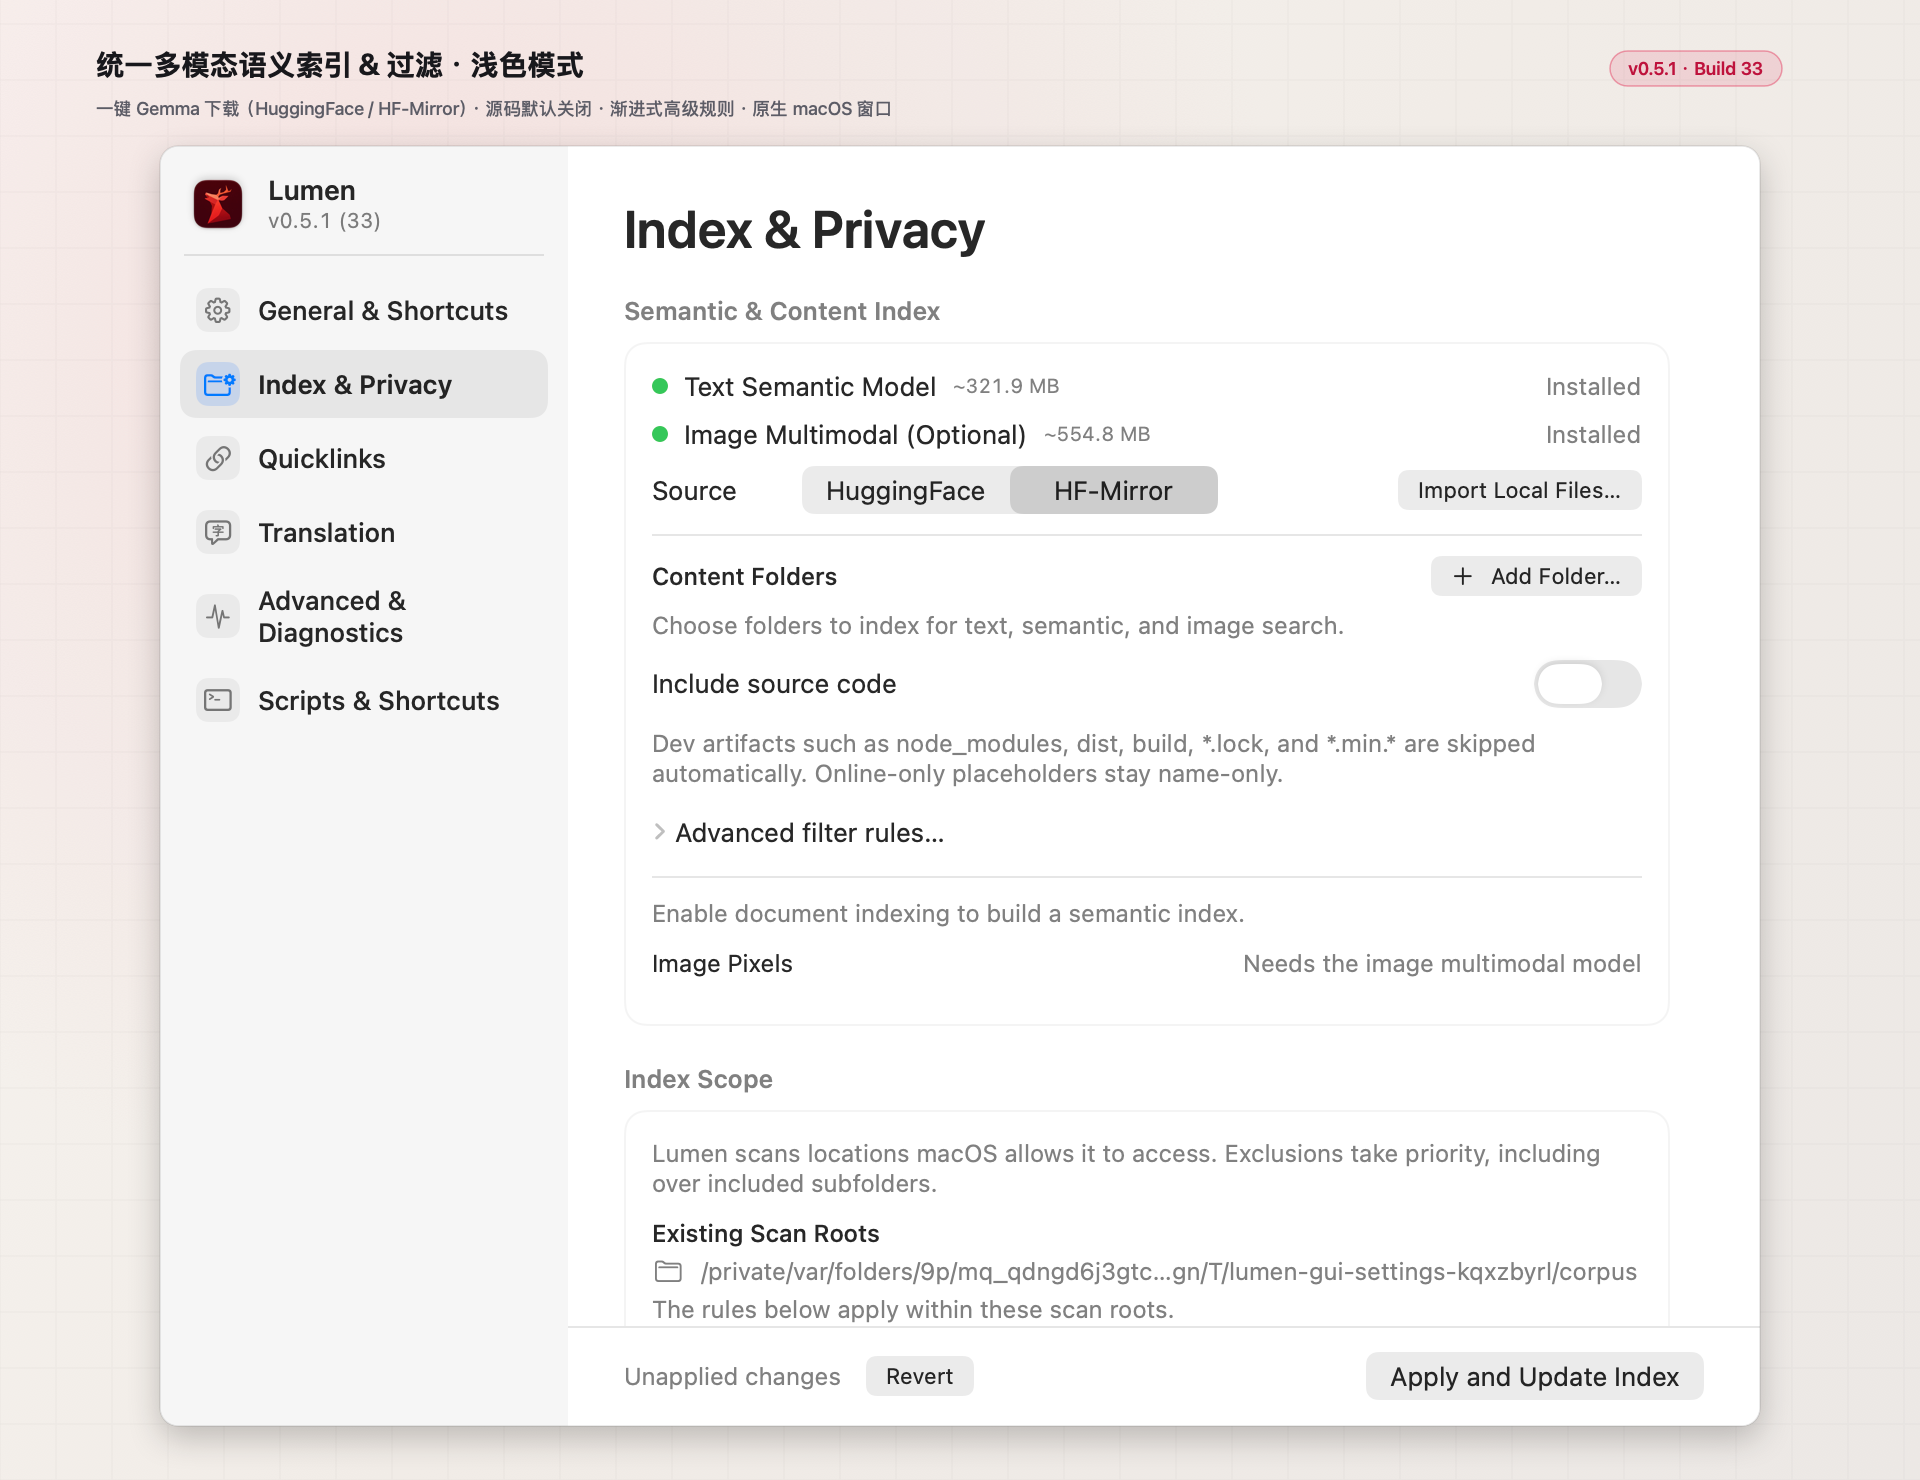 统一多模态语义索引 & 过滤 · 浅色模式
一键 Gemma 下载（HuggingFace / HF-Mirror）· 源码默认关闭 · 渐进式高级规则 · 原生 macOS 窗口
v0.5.1 · Build 33
Lumen
v0.5.1 (33)
General & Shortcuts
Index & Privacy
Quicklinks
字
Translation
Advanced &
Diagnostics
Scripts & Shortcuts
Index & Privacy
Semantic & Content Index
Text Semantic Model ~321.9 MB Installed
Image Multimodal (Optional) ~554.8 MB Installed
Source HuggingFace HF-Mirror Import Local Files...
Content Folders + Add Folder...
Choose folders to index for text, semantic, and image search.
Include source code
Dev artifacts such as node_modules, dist, build, *.lock, and *.min.* are skipped
automatically. Online-only placeholders stay name-only.
Advanced filter rules...
Enable document indexing to build a semantic index.
Image Pixels Needs the image multimodal model
Index Scope
Lumen scans locations macOS allows it to access. Exclusions take priority, including
over included subfolders.
Existing Scan Roots
/private/var/folders/9p/mq_qdngd6j3gtc...gn/T/lumen-gui-settings-kqxzbyrl/corpus
The rules below apply within these scan roots.
Unapplied changes Revert Apply and Update Index